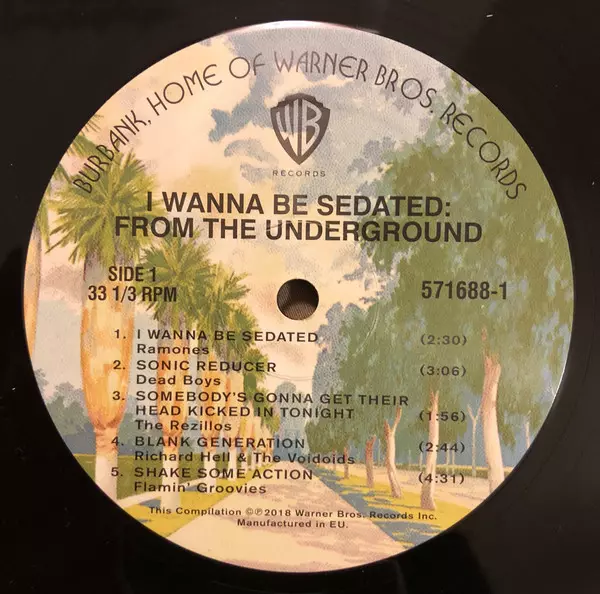 BURBANK, HOME OF WARNER BROS. RECORDS
WB
RECORDS
I WANNA BE SEDATED:
FROM THE UNDERGROUND
SIDE 1
33 1/3 RPM
571688-1
1. I WANNA BE SEDATED (2:30)
Ramones
2. SONIC REDUCER (3:06)
Dead Boys
3. SOMEBODY'S GONNA GET THEIR
HEAD KICKED IN TONIGHT (1:56)
The Rezillos
4. BLANK GENERATION (2:44)
Richard Hell & The Voidoids
5. SHAKE SOME ACTION (4:31)
Flamin' Groovies
This Compilation ©℗2018 Warner Bros. Records Inc.
Manufactured in EU.